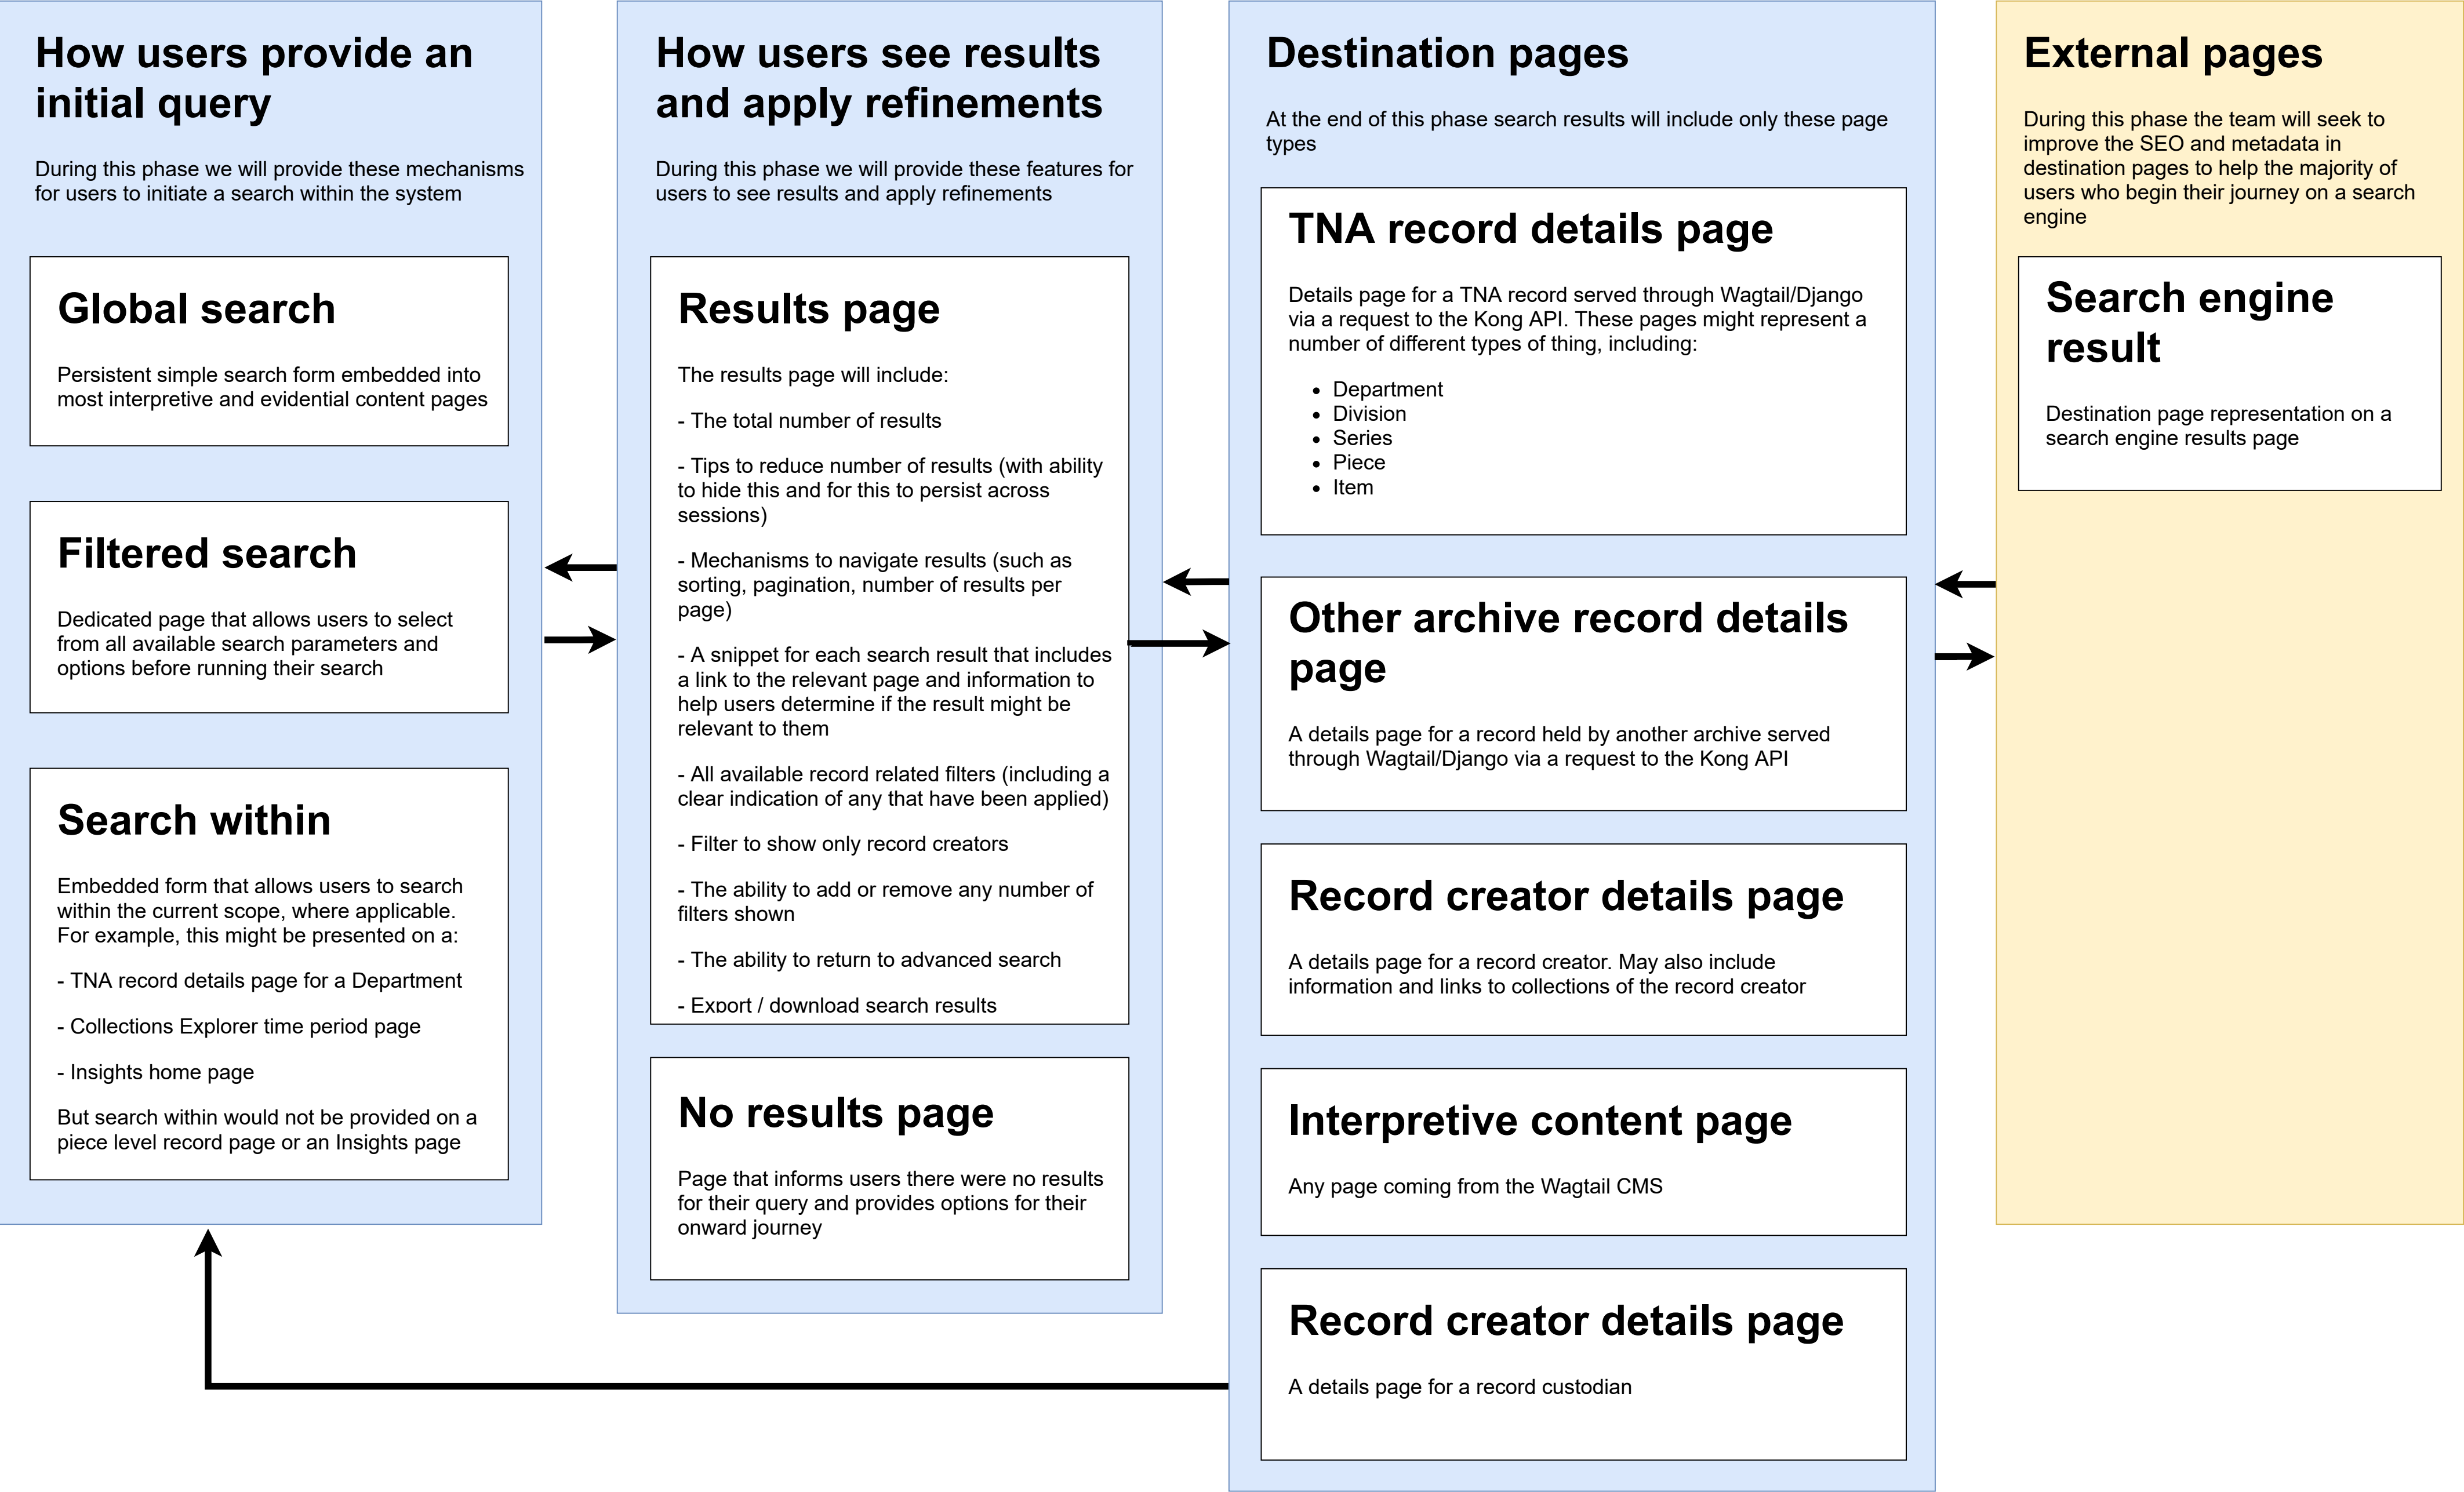 How users provide an
initial query
During this phase we will provide these mechanisms
for users to initiate a search within the system
Global search
Persistent simple search form embedded into
most interpretive and evidential content pages
Filtered search
Dedicated page that allows users to select
from all available search parameters and
options before running their search
Search within
Embedded form that allows users to search
within the current scope, where applicable.
For example, this might be presented on a:
- TNA record details page for a Department
- Collections Explorer time period page
- Insights home page
But search within would not be provided on a
piece level record page or an Insights page
How users see results
and apply refinements
During this phase we will provide these features for
users to see results and apply refinements
Results page
The results page will include:
- The total number of results
- Tips to reduce number of results (with ability
to hide this and for this to persist across
sessions)
- Mechanisms to navigate results (such as
sorting, pagination, number of results per
page)
- A snippet for each search result that includes
a link to the relevant page and information to
help users determine if the result might be
relevant to them
- All available record related filters (including a
clear indication of any that have been applied)
- Filter to show only record creators
- The ability to add or remove any number of
filters shown
- The ability to return to advanced search
- Export / download search results
No results page
Page that informs users there were no results
for their query and provides options for their
onward journey
Destination pages
At the end of this phase search results will include only these page
types
TNA record details page
Details page for a TNA record served through Wagtail/Django
via a request to the Kong API. These pages might represent a
number of different types of thing, including:
• Department
• Division
• Series
• Piece
• Item
Other archive record details
page
A details page for a record held by another archive served
through Wagtail/Django via a request to the Kong API
Record creator details page
A details page for a record creator. May also include
information and links to collections of the record creator
Interpretive content page
Any page coming from the Wagtail CMS
Record creator details page
A details page for a record custodian
External pages
During this phase the team will seek to
improve the SEO and metadata in
destination pages to help the majority of
users who begin their journey on a search
engine
Search engine
result
Destination page representation on a
search engine results page